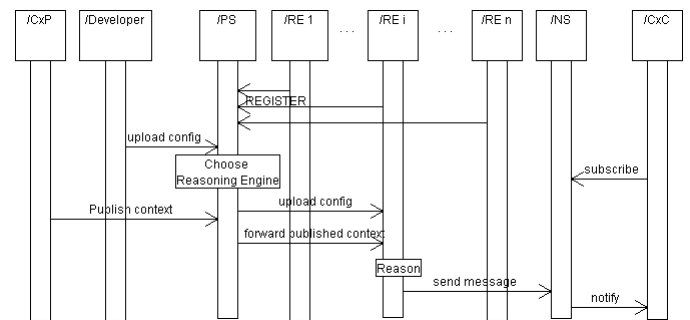 /CxP /Developer /PS /RE 1 ... /RE i ... /RE n /NS /CxC
REGISTER
upload config
Choose
Reasoning Engine
subscribe
upload config
Publish context
forward published context
Reason
send message
notify